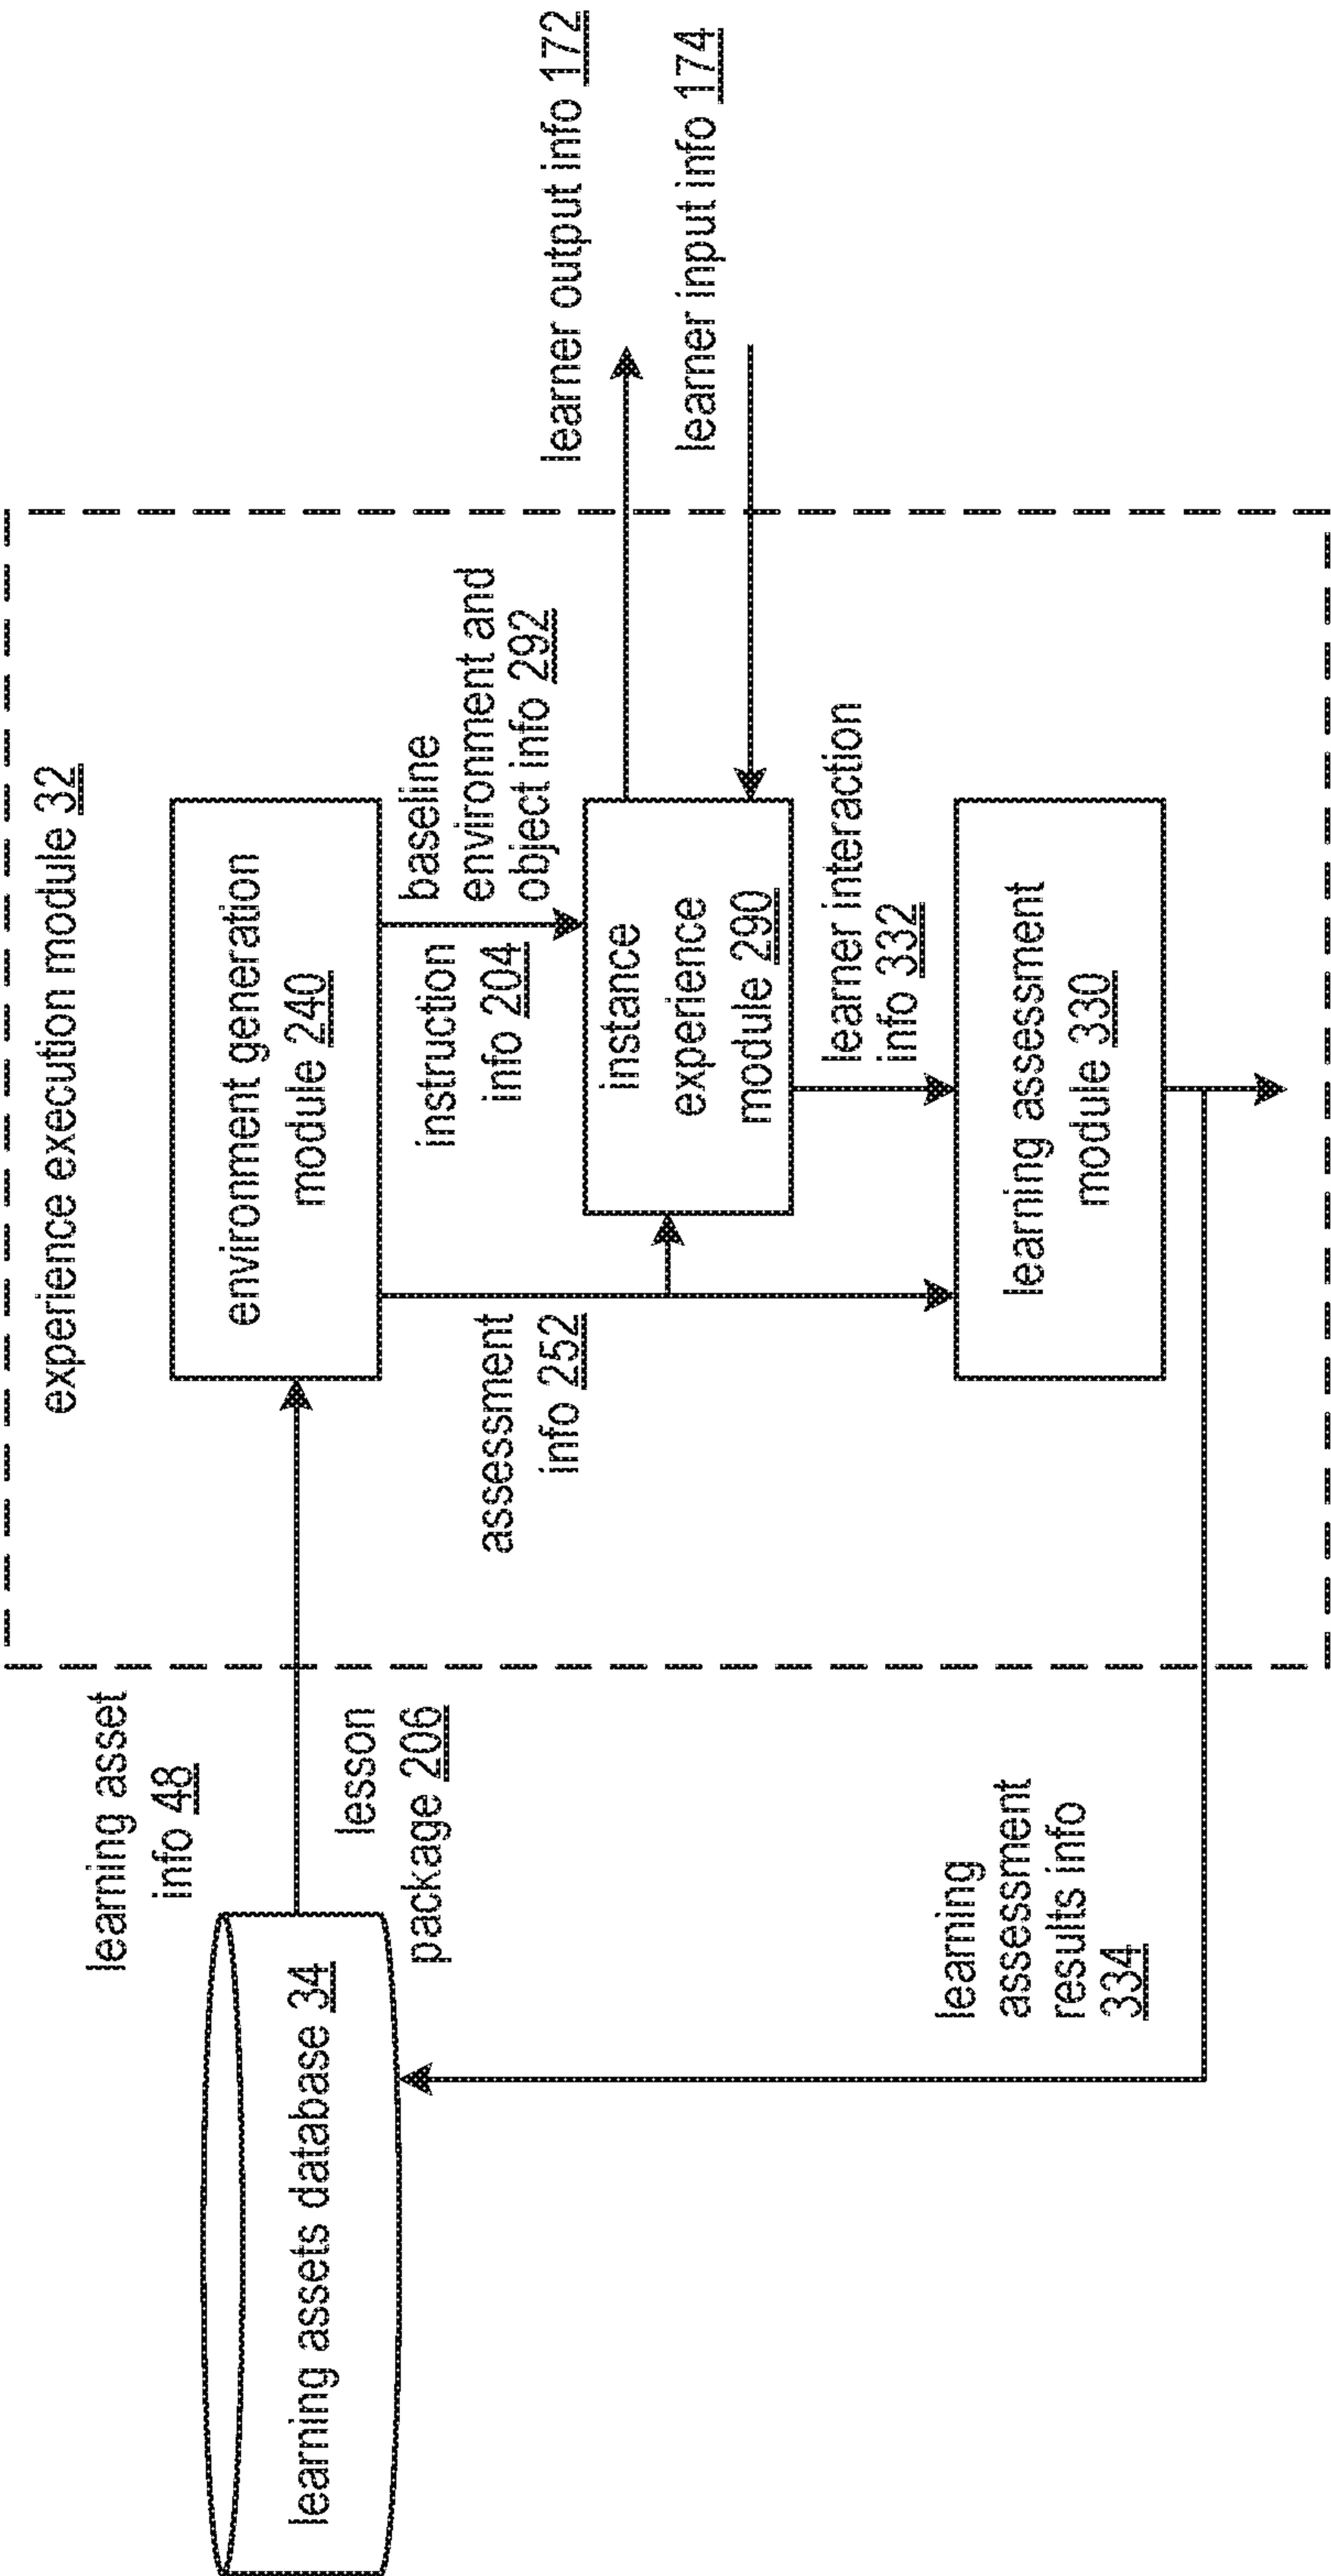 experience execution module 32
learning asset
info 48
learning assets database 34
lesson
package 206
environment generation
module 240
assessment
info 252
instruction
info 204
baseline
environment and
object info 292
instance
experience
module 290
learner output info 172
learner input info 174
learner interaction
info 332
learning assessment
module 330
learning
assessment
results info
334